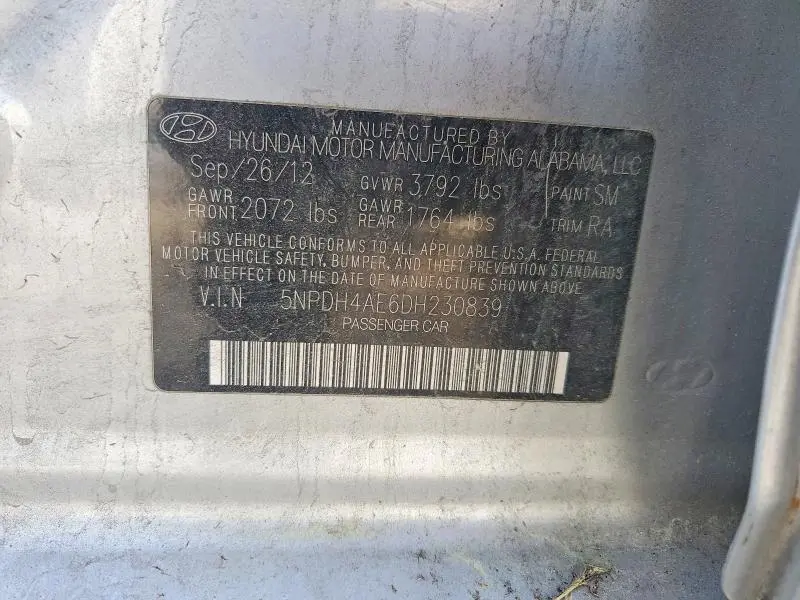 MANUFACTURED BY
HYUNDAI MOTOR MANUFACTURING ALABAMA, LLC
Sep/26/12 GVWR 3792 lbs PAINT SM
GAWR FRONT 2072 lbs GAWR REAR 1764 lbs TRIM RA
THIS VEHICLE CONFORMS TO ALL APPLICABLE U.S.A. FEDERAL
MOTOR VEHICLE SAFETY, BUMPER, AND THEFT PREVENTION STANDARDS
IN EFFECT ON THE DATE OF MANUFACTURE SHOWN ABOVE.
V.I.N 5NPDH4AE6DH230839
PASSENGER CAR